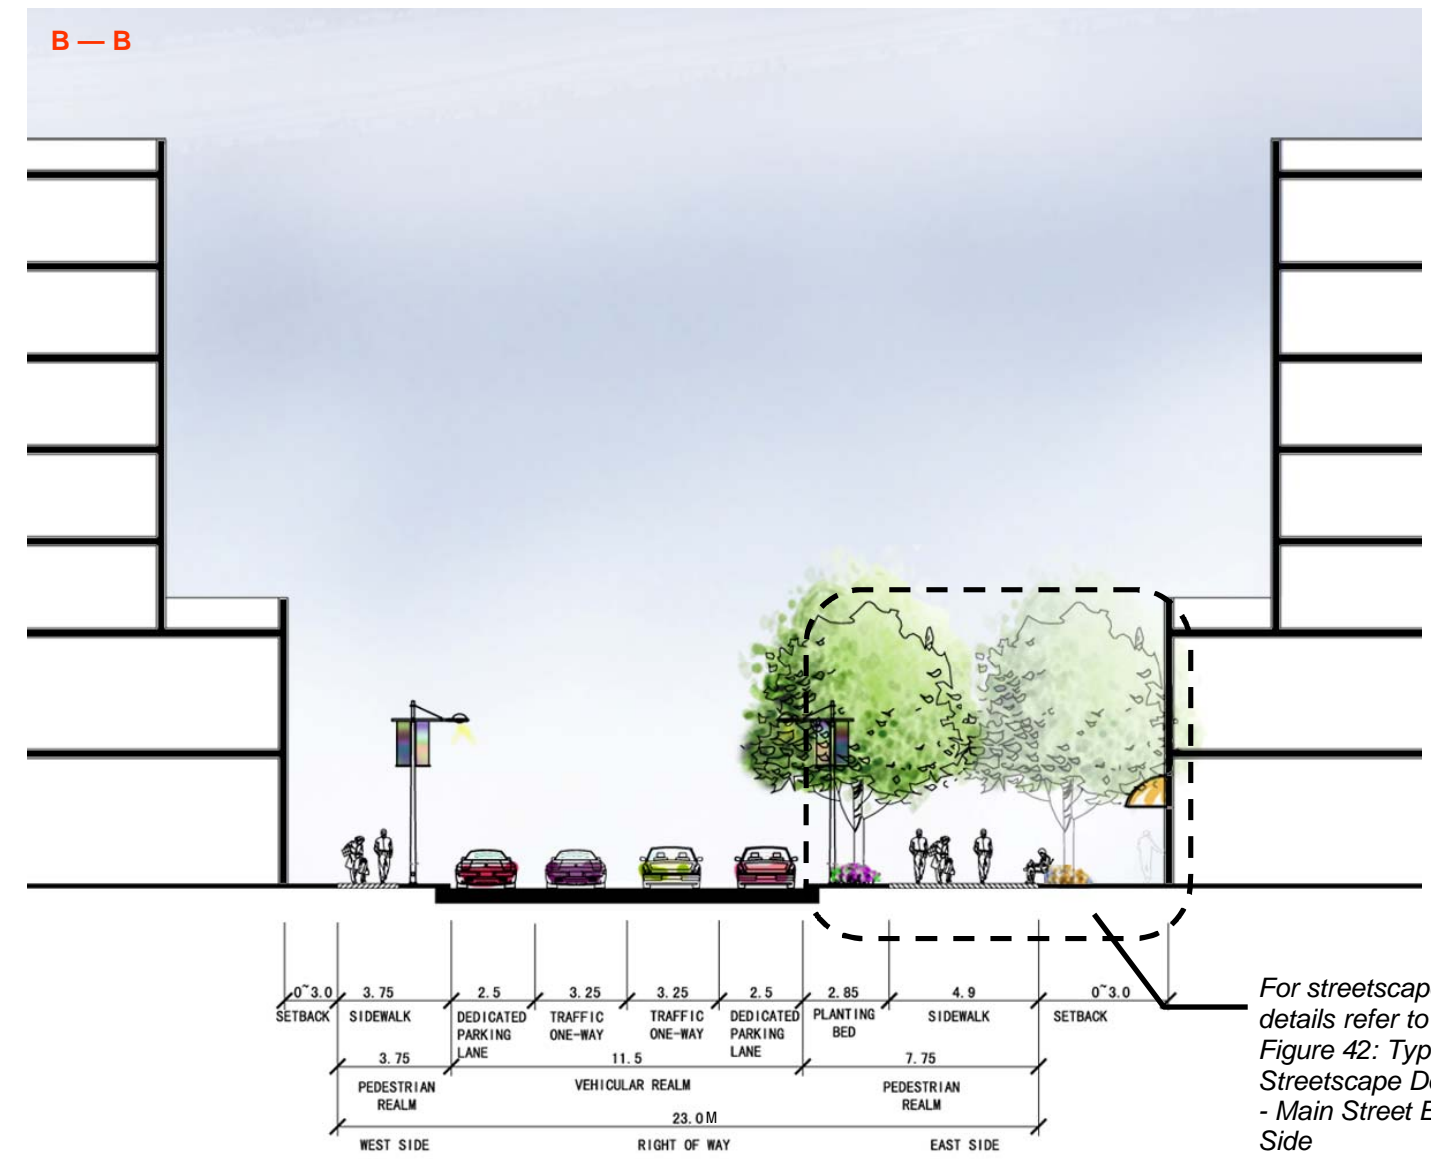 B — B
0~3.0 3.75 2.5 3.25 3.25 2.5 2.85 4.9 0~3.0
SETBACK SIDEWALK DEDICATED TRAFFIC TRAFFIC DEDICATED PLANTING SIDEWALK SETBACK
PARKING ONE-WAY ONE-WAY PARKING BED
LANE LANE
3.75 11.5 7.75
PEDESTRIAN VEHICULAR REALM PEDESTRIAN
REALM REALM
23.0M
WEST SIDE RIGHT OF WAY EAST SIDE
For streetscap
details refer to
Figure 42: Typ
Streetscape D
- Main Street E
Side